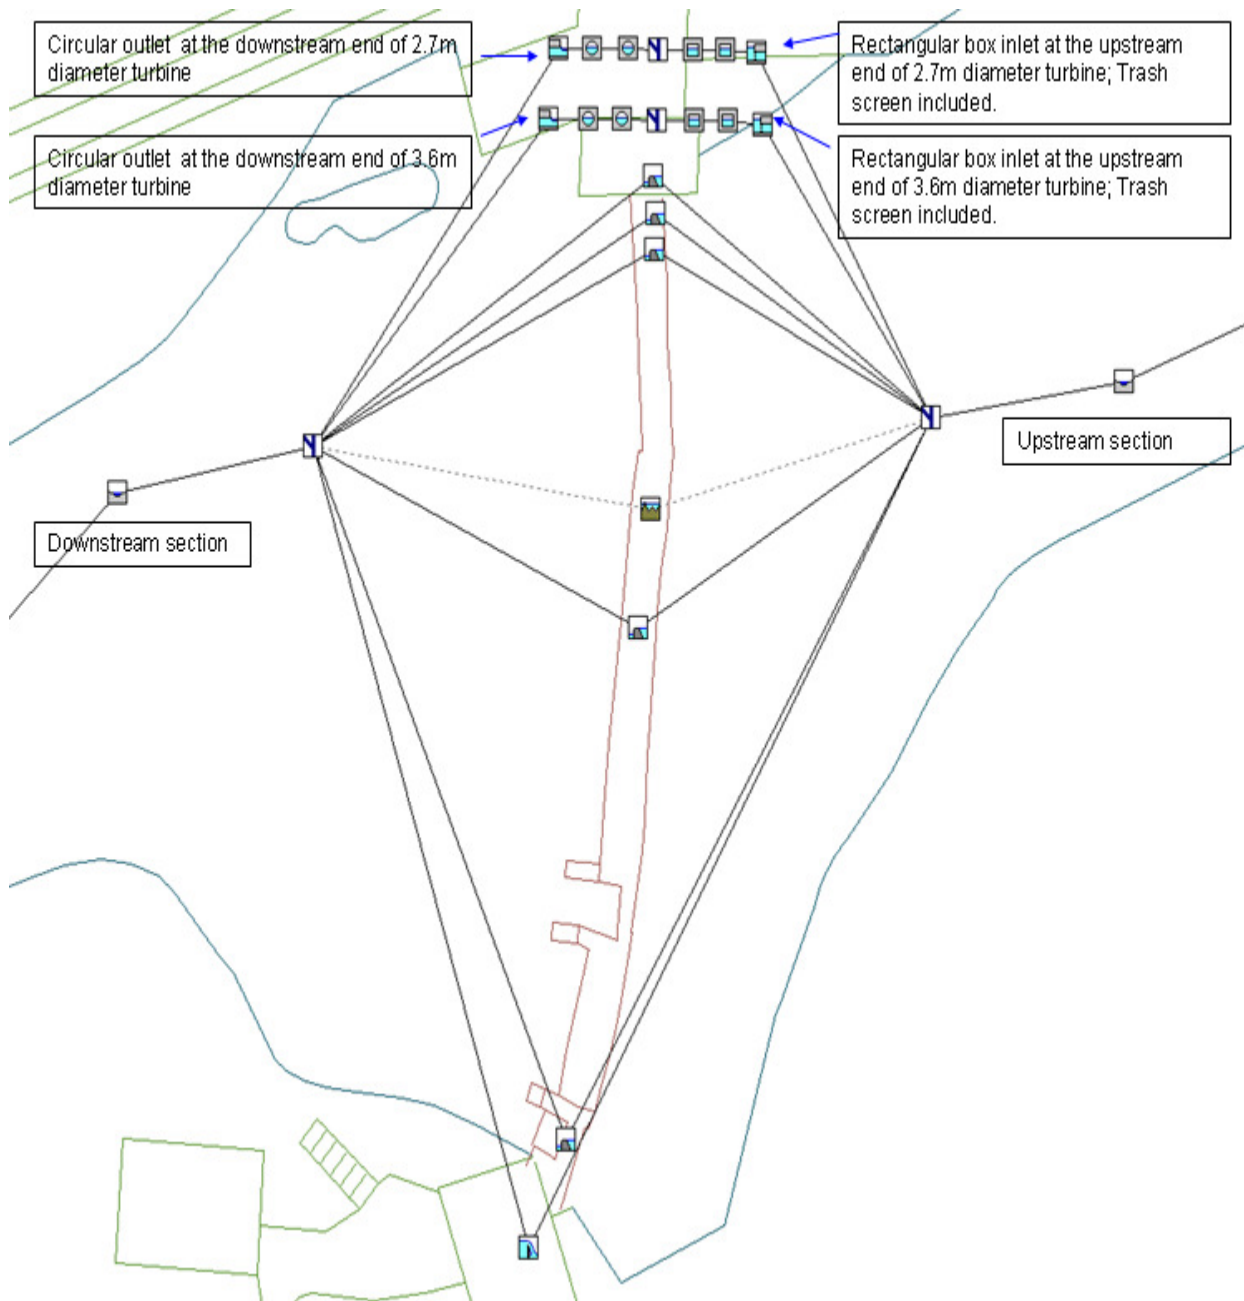 Circular outlet at the downstream end of 2.7m
diameter turbine
Rectangular box inlet at the upstream
end of 2.7m diameter turbine; Trash
screen included.
Circular outlet at the downstream end of 3.6m
diameter turbine
Rectangular box inlet at the upstream
end of 3.6m diameter turbine; Trash
screen included.
Upstream section
Downstream section